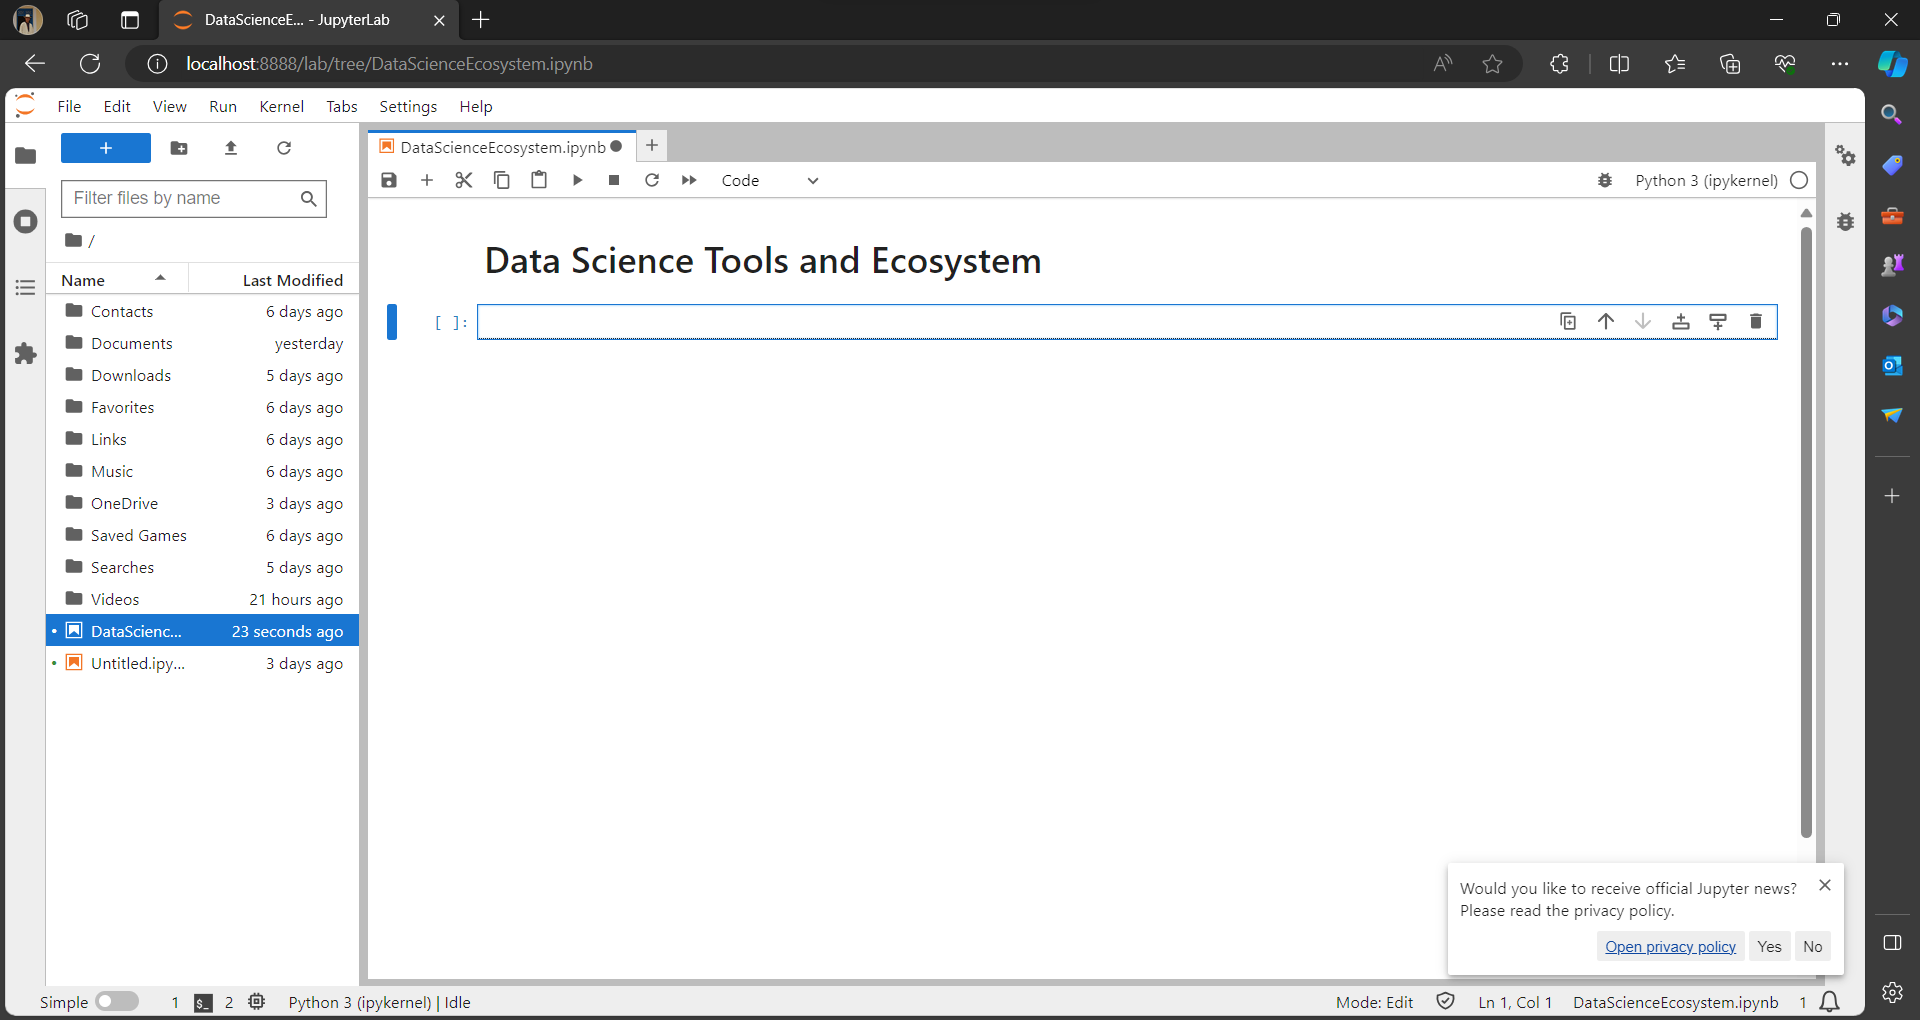 DataScienceE... - JupyterLab
localhost:8888/lab/tree/DataScienceEcosystem.ipynb
File Edit View Run Kernel Tabs Settings Help
DataScienceEcosystem.ipynb
Code
Python 3 (ipykernel)
Filter files by name
/
Name Last Modified
Contacts 6 days ago
Documents yesterday
Downloads 5 days ago
Favorites 6 days ago
Links 6 days ago
Music 6 days ago
OneDrive 3 days ago
Saved Games 6 days ago
Searches 5 days ago
Videos 21 hours ago
DataScienc... 23 seconds ago
Untitled.ipy... 3 days ago
Data Science Tools and Ecosystem
[ ]:
Would you like to receive official Jupyter news?
Please read the privacy policy.
Open privacy policy Yes No
Simple 1 $_ 2 Python 3 (ipykernel) | Idle Mode: Edit Ln 1, Col 1 DataScienceEcosystem.ipynb 1